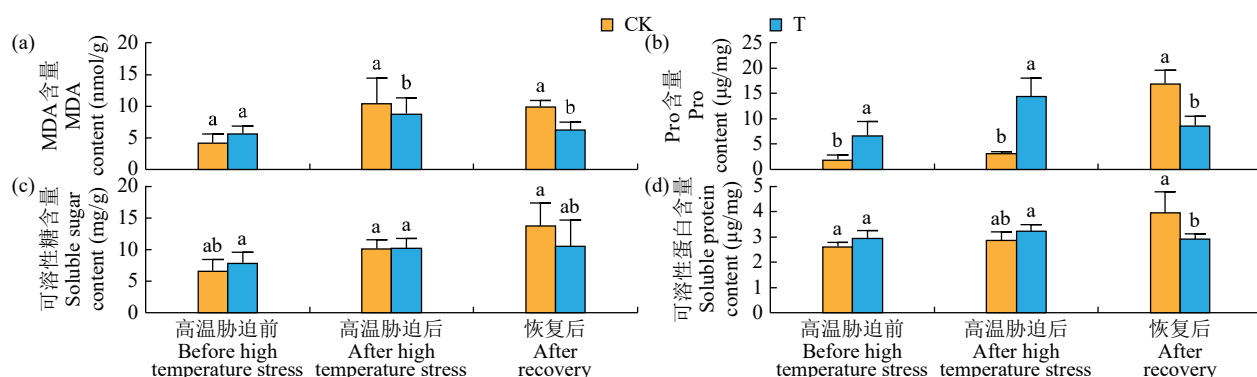 CK T
(a)
MDA含量
MDA
content (nmol/g)
20
15
10
5
0
a a a b a b
(b)
Pro含量
Pro
content (μg/mg)
25
20
15
10
5
0
b a b a a b
(c)
可溶性糖含量
Soluble sugar
content (mg/g)
20
15
10
5
0
ab a a a a ab
高温胁迫前
Before high
temperature stress
高温胁迫后
After high
temperature stress
恢复后
After
recovery
(d)
可溶性蛋白含量
Soluble protein
content (μg/mg)
5
4
3
2
1
0
a a ab a a b
高温胁迫前
Before high
temperature stress
高温胁迫后
After high
temperature stress
恢复后
After
recovery